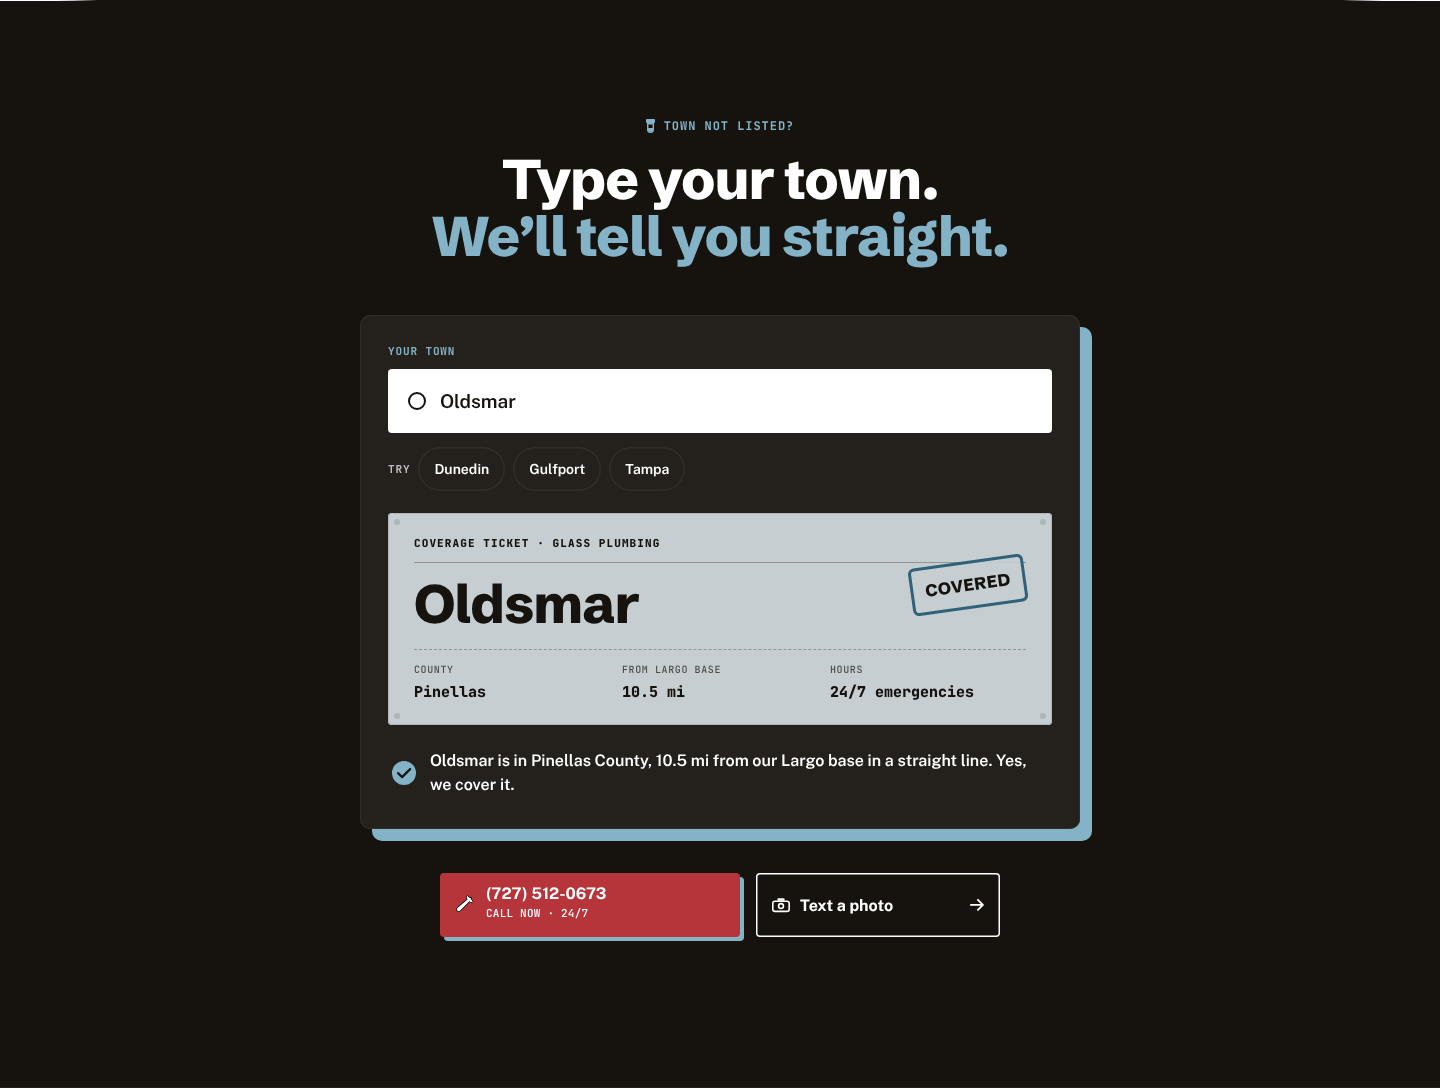 TOWN NOT LISTED?
Type your town.
We’ll tell you straight.
YOUR TOWN
Oldsmar
TRY Dunedin Gulfport Tampa
COVERAGE TICKET · GLASS PLUMBING
Oldsmar
COVERED
COUNTY FROM LARGO BASE HOURS
Pinellas 10.5 mi 24/7 emergencies
Oldsmar is in Pinellas County, 10.5 mi from our Largo base in a straight line. Yes,
we cover it.
(727) 512-0673
CALL NOW · 24/7
Text a photo